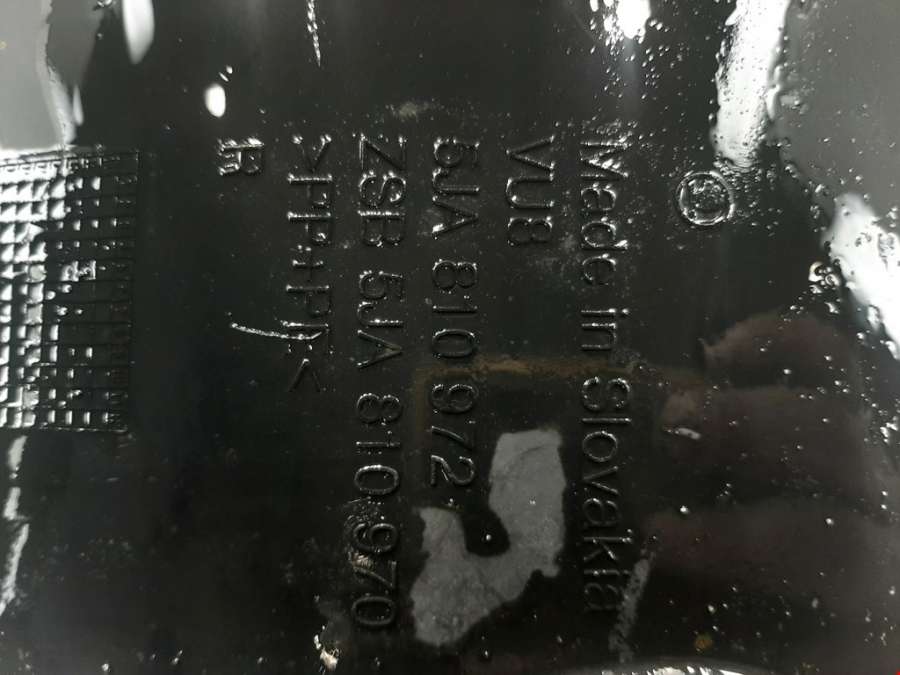 Made in Slovakia
VU8
5JA 810 972
ZSB 5JA 810 970
>PP+PE<
R